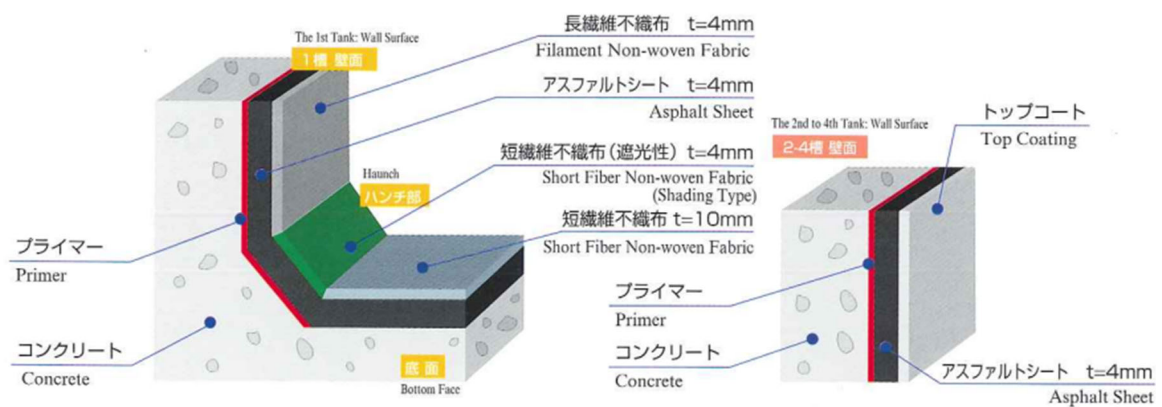 The 1st Tank: Wall Surface
1槽 壁面
長繊維不織布 t=4mm
Filament Non-woven Fabric
アスファルトシート t=4mm
Asphalt Sheet
Haunch
ハンチ部
短繊維不織布(遮光性) t=4mm
Short Fiber Non-woven Fabric
(Shading Type)
短繊維不織布 t=10mm
Short Fiber Non-woven Fabric
プライマー
Primer
コンクリート
Concrete
底面
Bottom Face
The 2nd to 4th Tank: Wall Surface
2-4槽 壁面
トップコート
Top Coating
プライマー
Primer
コンクリート
Concrete
アスファルトシート t=4mm
Asphalt Sheet